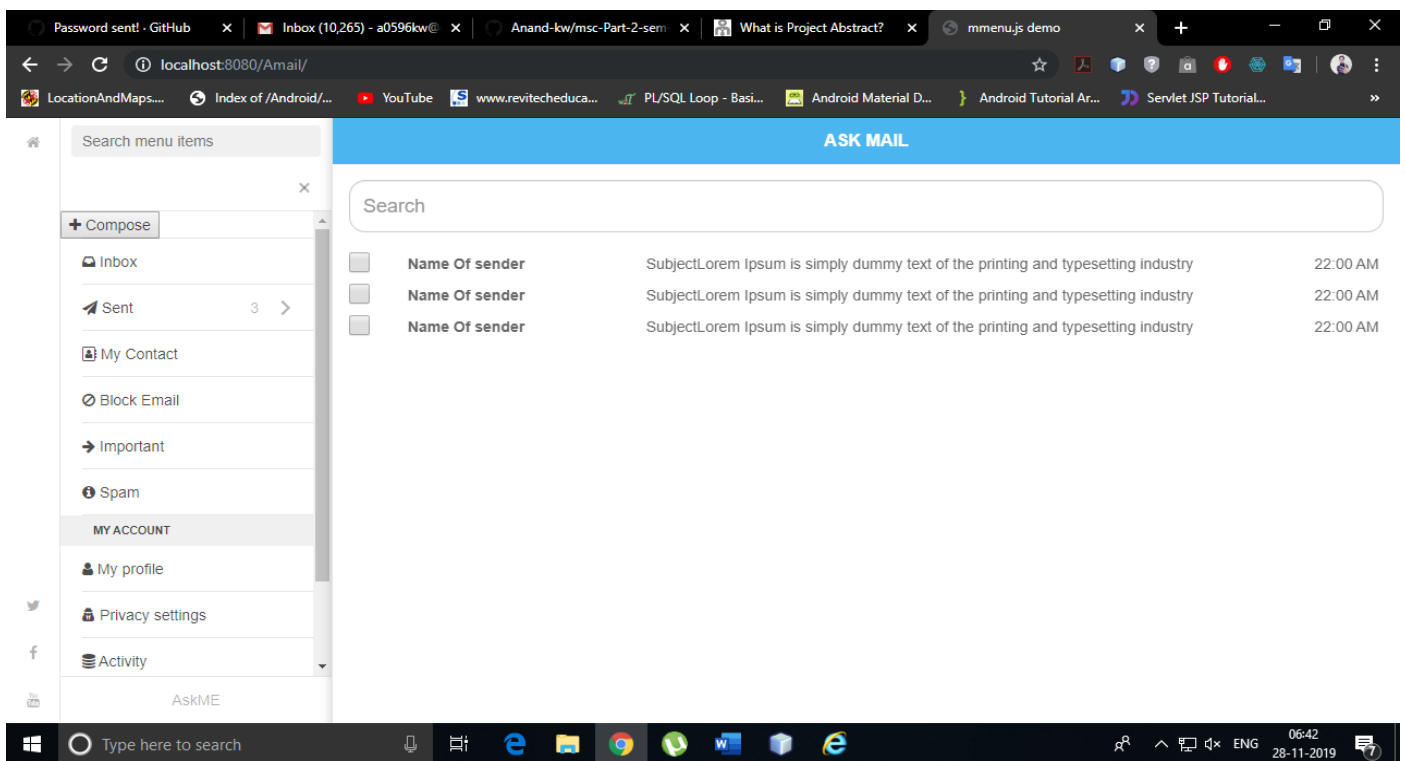 Password sent! · GitHub
Inbox (10,265) - a0596kw@
Anand-kw/msc-Part-2-sem
What is Project Abstract?
mmenu.js demo
localhost:8080/Amail/
LocationAndMaps....
Index of /Android/...
YouTube
www.revitecheduca...
PL/SQL Loop - Basi...
Android Material D...
Android Tutorial Ar...
Servlet JSP Tutorial...
»
Search menu items
ASK MAIL
Search
Compose
Inbox
Name Of sender SubjectLorem Ipsum is simply dummy text of the printing and typesetting industry 22:00 AM
Name Of sender SubjectLorem Ipsum is simply dummy text of the printing and typesetting industry 22:00 AM
Name Of sender SubjectLorem Ipsum is simply dummy text of the printing and typesetting industry 22:00 AM
Sent 3
My Contact
Block Email
Important
Spam
MY ACCOUNT
My profile
Privacy settings
Activity
AskME
Type here to search
ENG
06:42
28-11-2019
7